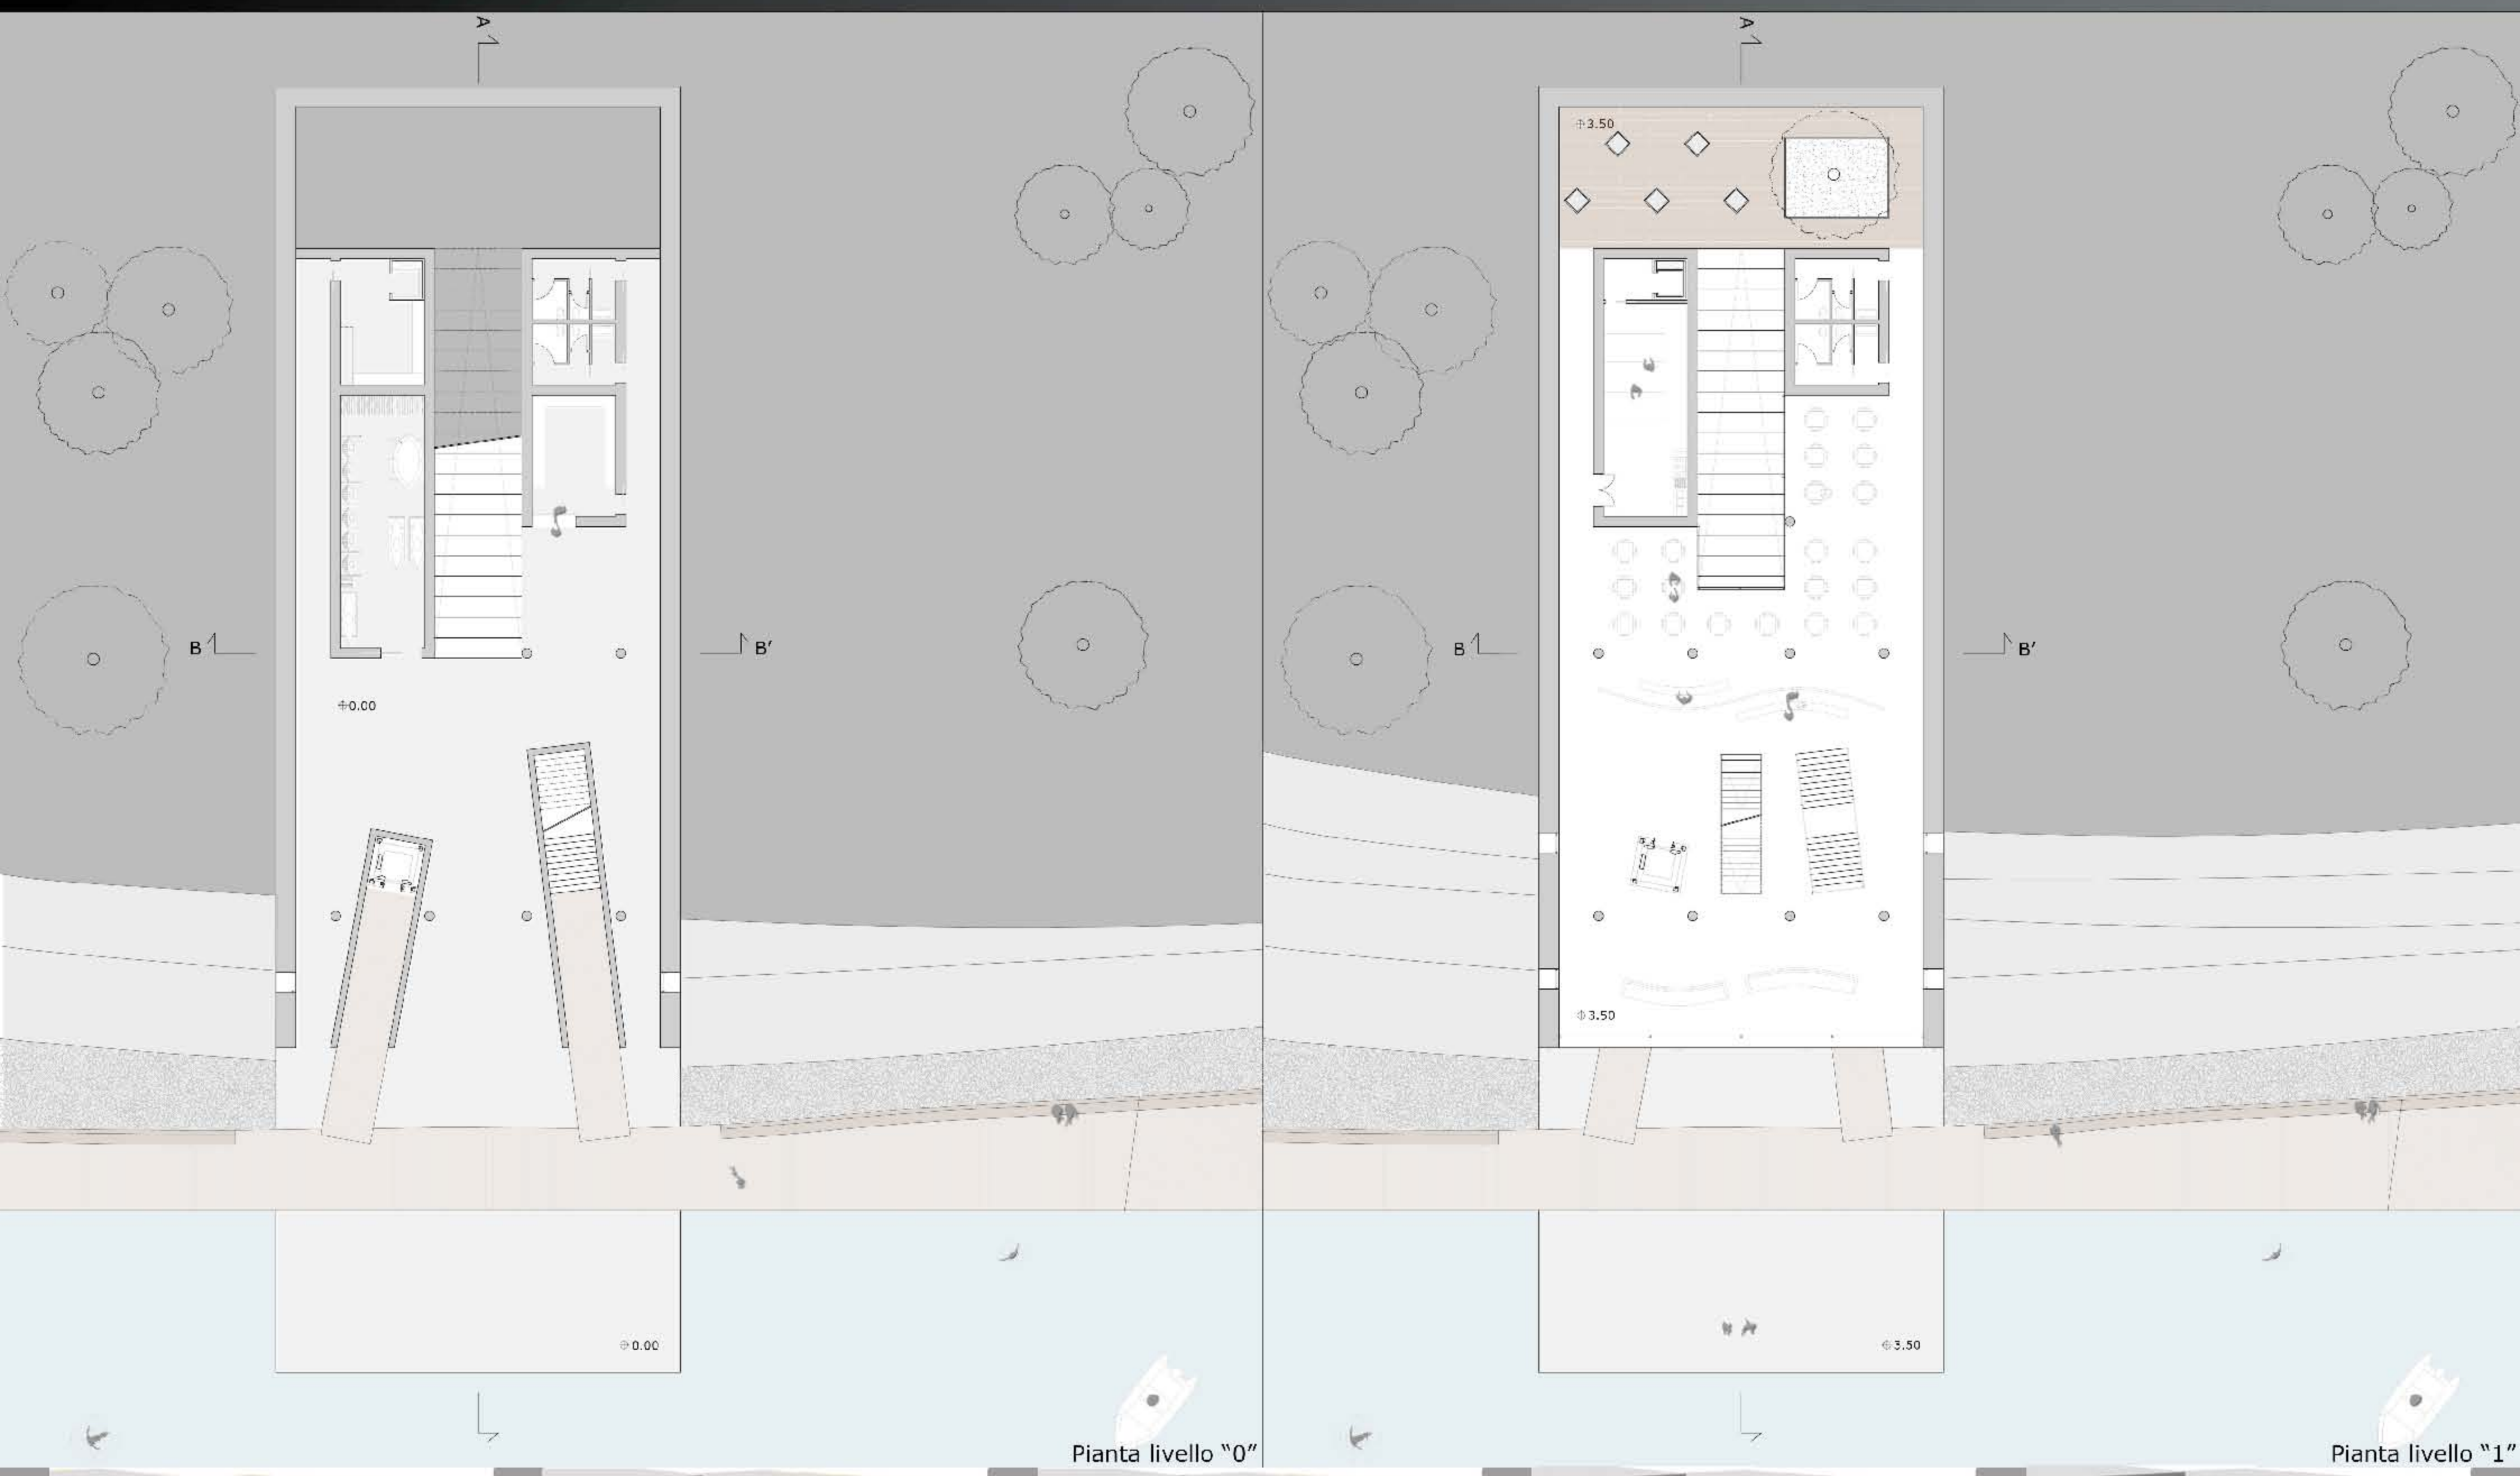 A
A
⌖3.50
B
B'
B
B'
⌖0.00
⌖3.50
⌖0.00
⌖3.50
Pianta livello “0”
Pianta livello “1”